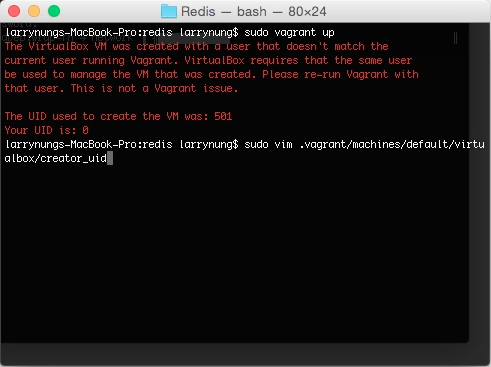 Redis — bash — 80×24
larrynungs-MacBook-Pro:redis larrynung$ sudo vagrant up
The VirtualBox VM was created with a user that doesn't match the
current user running Vagrant. VirtualBox requires that the same user
be used to manage the VM that was created. Please re-run Vagrant with
that user. This is not a Vagrant issue.
The UID used to create the VM was: 501
Your UID is: 0
larrynungs-MacBook-Pro:redis larrynung$ sudo vim .vagrant/machines/default/virtu
albox/creator_uid